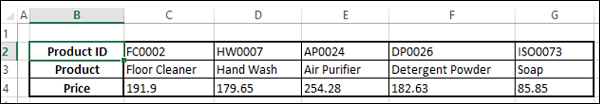 A B C D E F G
1
2 Product ID FC0002 HW0007 AP0024 DP0026 ISO0073
3 Product Floor Cleaner Hand Wash Air Purifier Detergent Powder Soap
4 Price 191.9 179.65 254.28 182.63 85.85